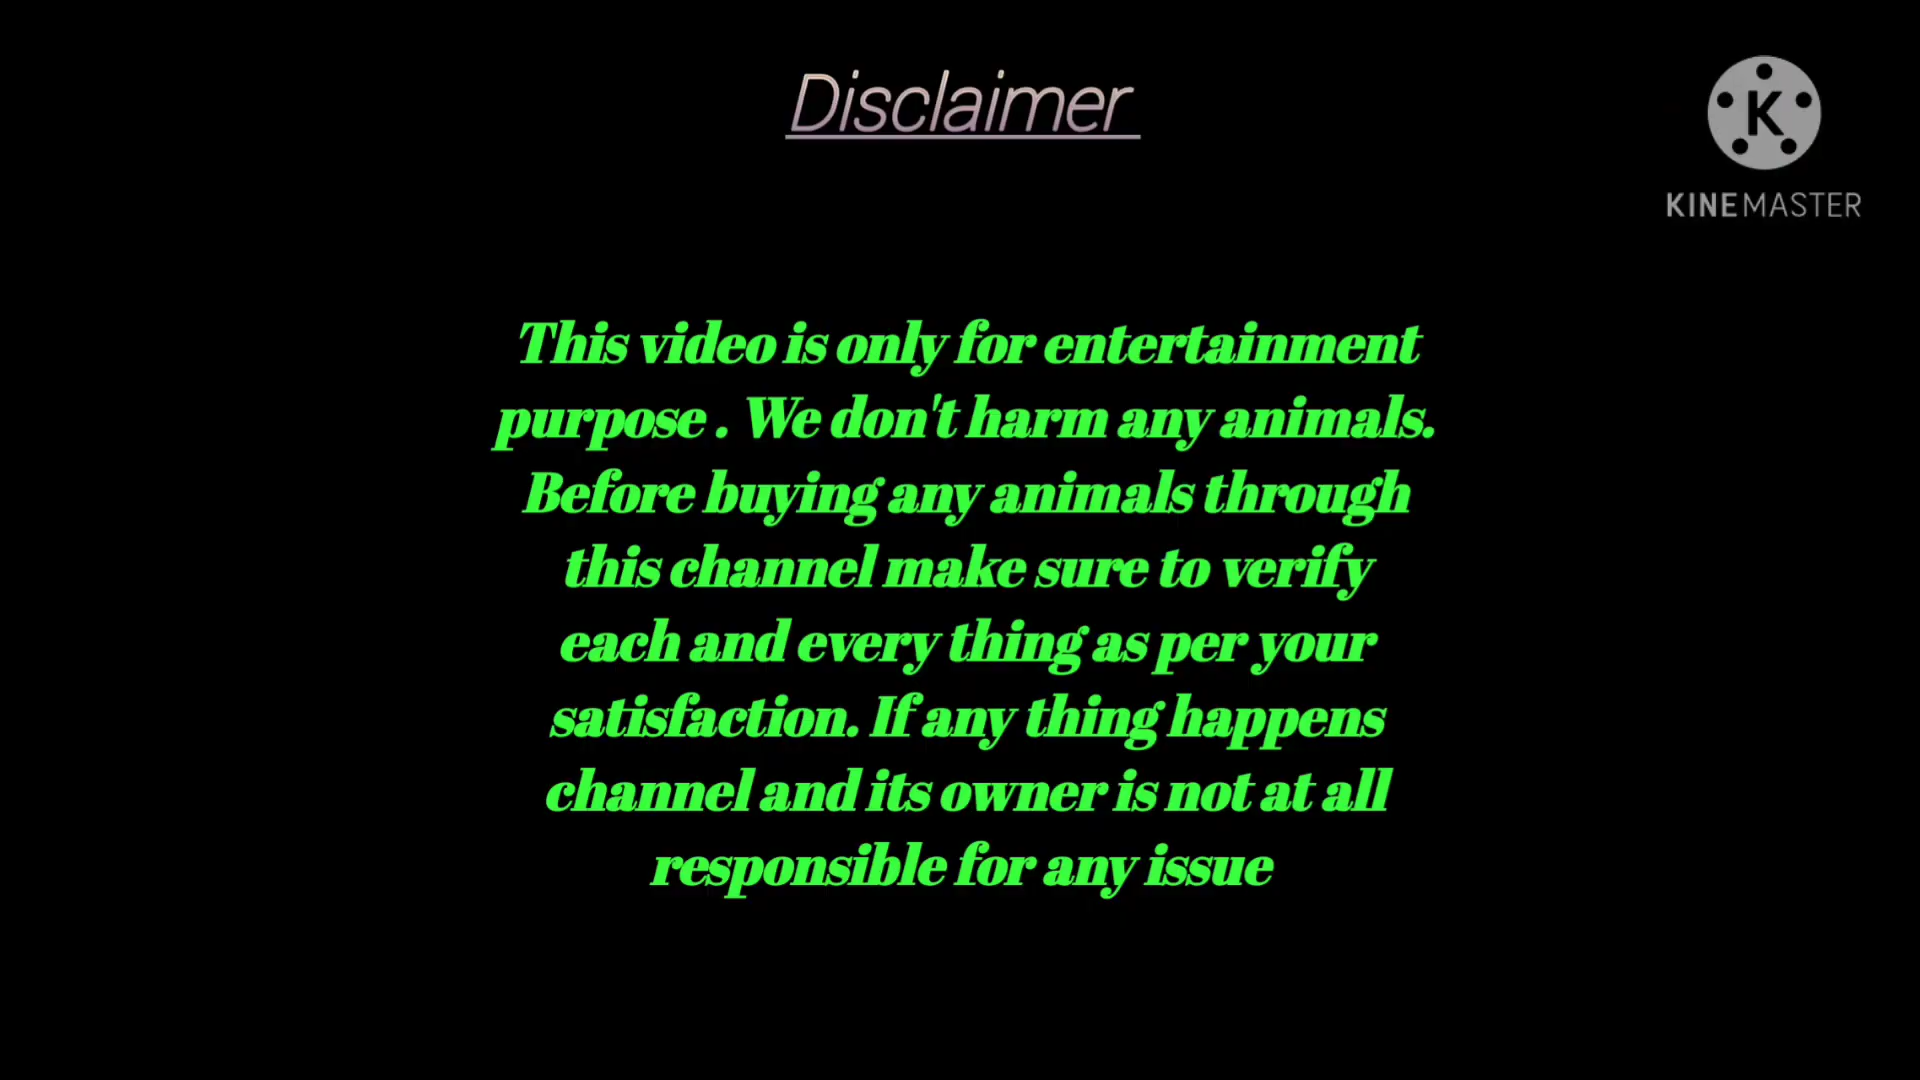 Disclaimer
K
KINEMASTER
This video is only for entertainment
purpose . We don't harm any animals.
Before buying any animals through
this channel make sure to verify
each and every thing as per your
satisfaction. If any thing happens
channel and its owner is not at all
responsible for any issue